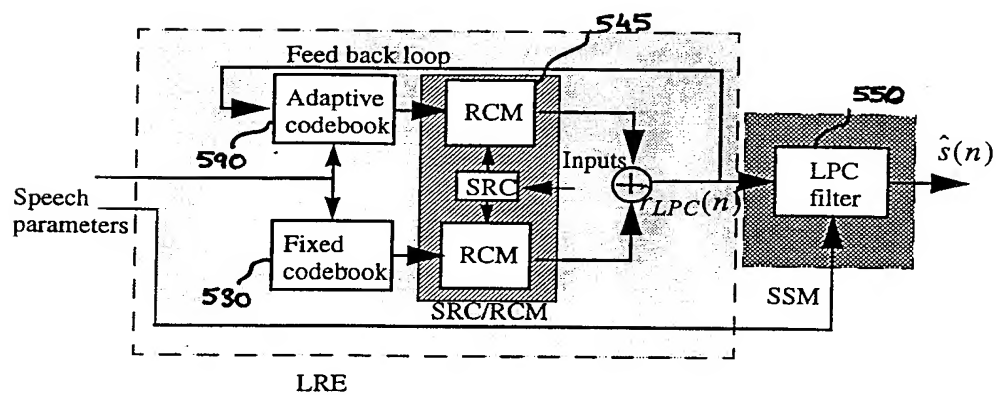 545
Feed back loop
Adaptive
codebook
RCM
550
590
Inputs
ŝ(n)
SRC
LPC
filter
r_LPC(n)
Speech
parameters
Fixed
codebook
RCM
530
SRC/RCM
SSM
LRE